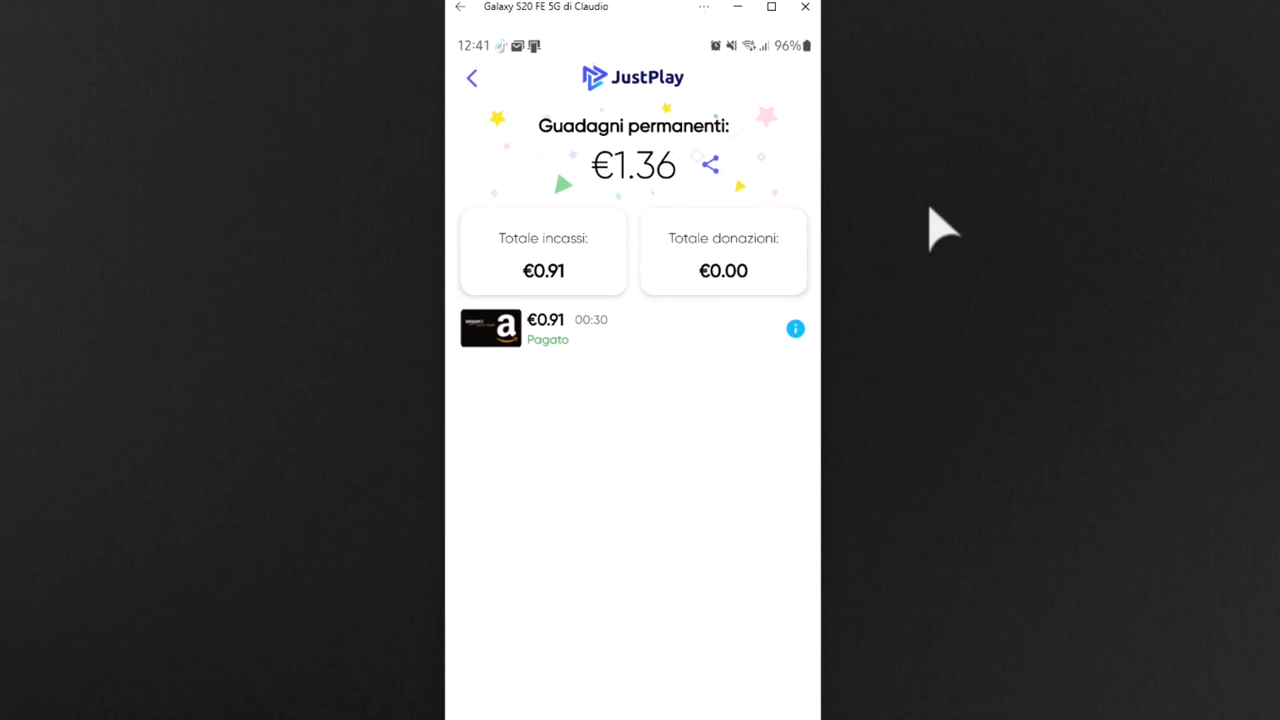 Galaxy S20 FE 5G di Claudio
12:41
96%
JustPlay
Guadagni permanenti:
€1.36
Totale incassi:
€0.91
Totale donazioni:
€0.00
€0.91 00:30
Pagato